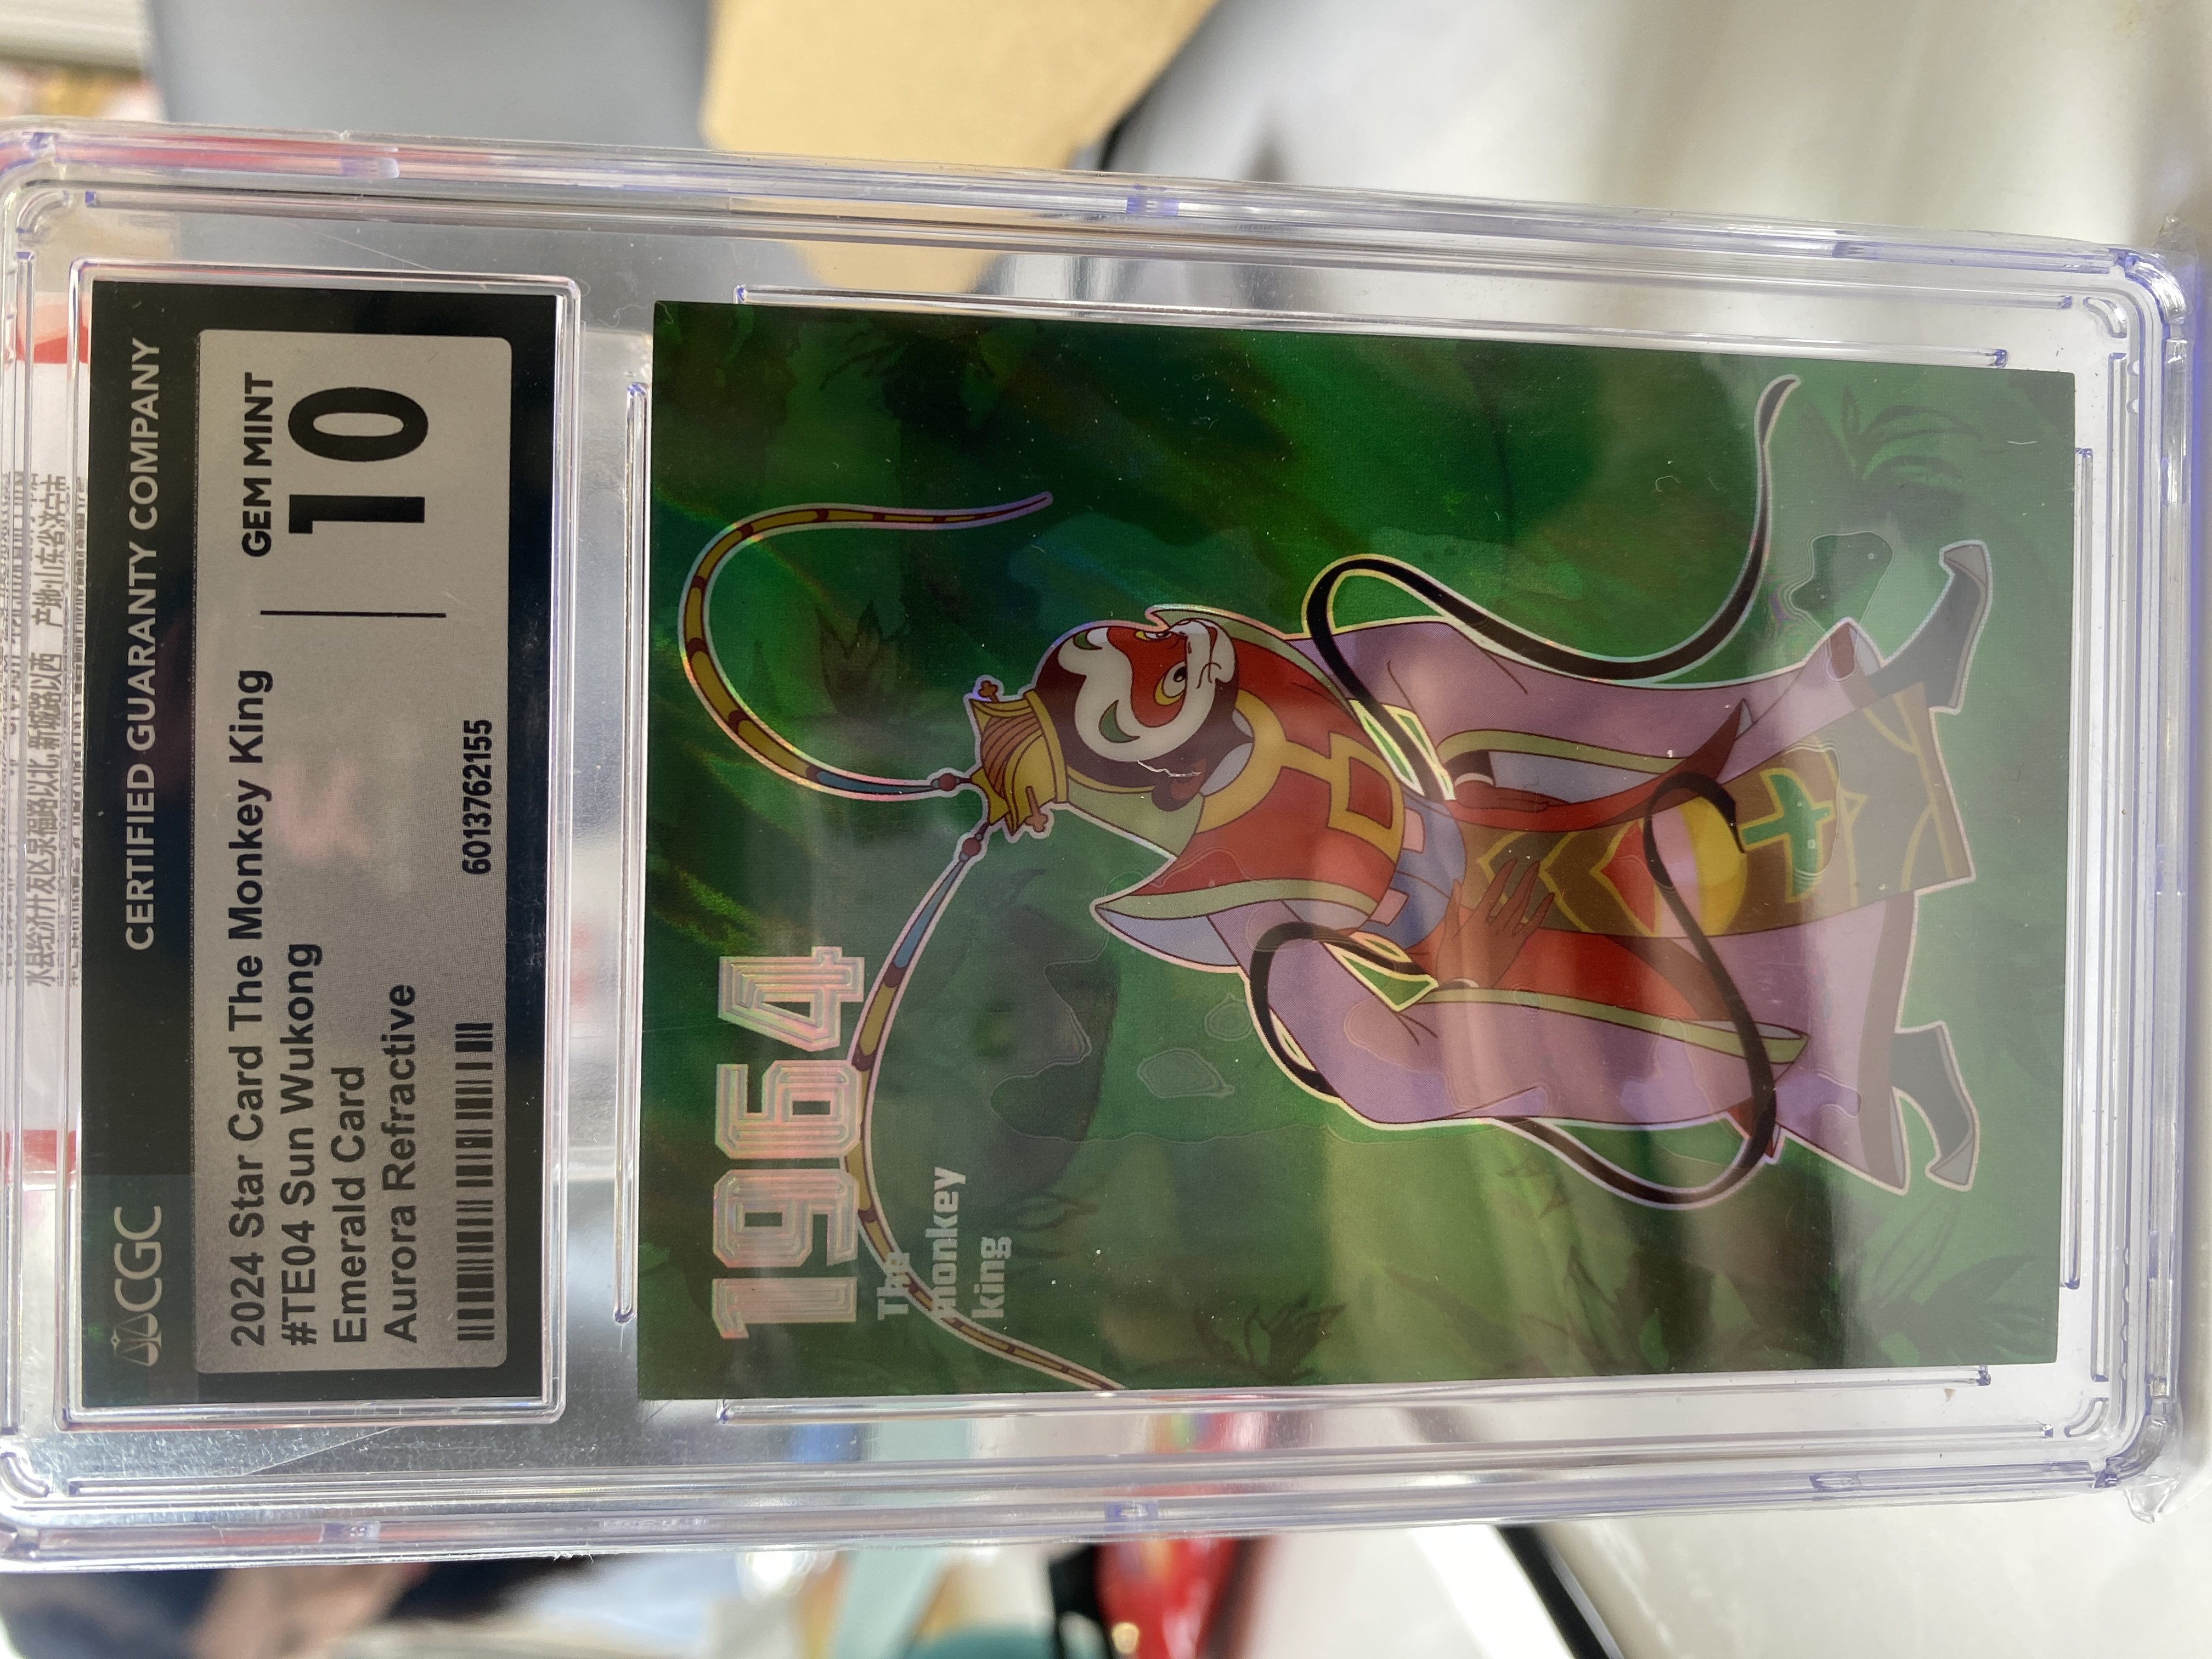 CGC CERTIFIED GUARANTY COMPANY
2024 Star Card The Monkey King
#TE04 Sun Wukong
Emerald Card
Aurora Refractive
GEM MINT
10
6013762155
1964
The
monkey
king